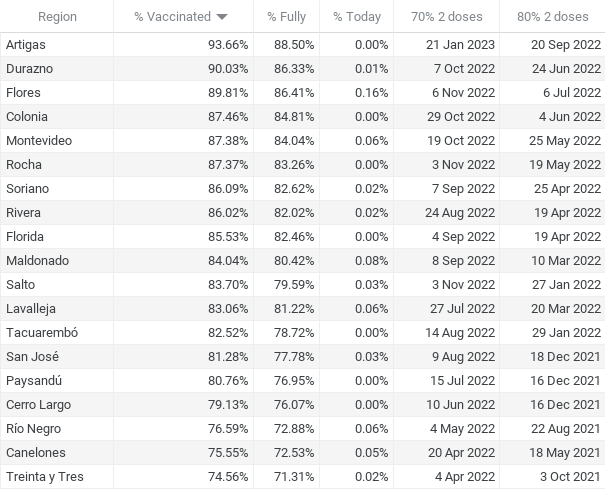 Region % Vaccinated % Fully % Today 70% 2 doses 80% 2 doses
Artigas 93.66% 88.50% 0.00% 21 Jan 2023 20 Sep 2022
Durazno 90.03% 86.33% 0.01% 7 Oct 2022 24 Jun 2022
Flores 89.81% 86.41% 0.16% 6 Nov 2022 6 Jul 2022
Colonia 87.46% 84.81% 0.00% 29 Oct 2022 4 Jun 2022
Montevideo 87.38% 84.04% 0.06% 19 Oct 2022 25 May 2022
Rocha 87.37% 83.26% 0.00% 3 Nov 2022 19 May 2022
Soriano 86.09% 82.62% 0.02% 7 Sep 2022 25 Apr 2022
Rivera 86.02% 82.02% 0.02% 24 Aug 2022 19 Apr 2022
Florida 85.53% 82.46% 0.00% 4 Sep 2022 19 Apr 2022
Maldonado 84.04% 80.42% 0.08% 8 Sep 2022 10 Mar 2022
Salto 83.70% 79.59% 0.03% 3 Nov 2022 27 Jan 2022
Lavalleja 83.06% 81.22% 0.06% 27 Jul 2022 20 Mar 2022
Tacuarembó 82.52% 78.72% 0.00% 14 Aug 2022 29 Jan 2022
San José 81.28% 77.78% 0.03% 9 Aug 2022 18 Dec 2021
Paysandú 80.76% 76.95% 0.00% 15 Jul 2022 16 Dec 2021
Cerro Largo 79.13% 76.07% 0.00% 10 Jun 2022 16 Dec 2021
Río Negro 76.59% 72.88% 0.06% 4 May 2022 22 Aug 2021
Canelones 75.55% 72.53% 0.05% 20 Apr 2022 18 May 2021
Treinta y Tres 74.56% 71.31% 0.02% 4 Apr 2022 3 Oct 2021